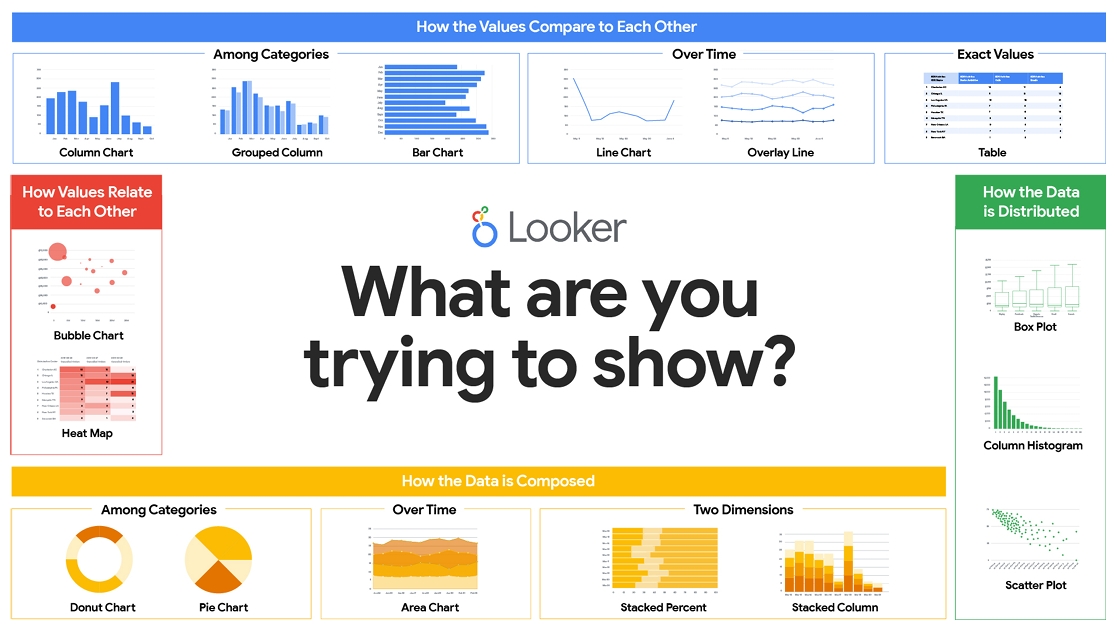 How the Values Compare to Each Other
Among Categories
Over Time
Exact Values
Column Chart
Grouped Column
Bar Chart
Line Chart
Overlay Line
Table
How Values Relate
to Each Other
Bubble Chart
Heat Map
Looker
What are you
trying to show?
How the Data
is Distributed
Box Plot
Column Histogram
Scatter Plot
How the Data is Composed
Among Categories
Over Time
Two Dimensions
Donut Chart
Pie Chart
Area Chart
Stacked Percent
Stacked Column